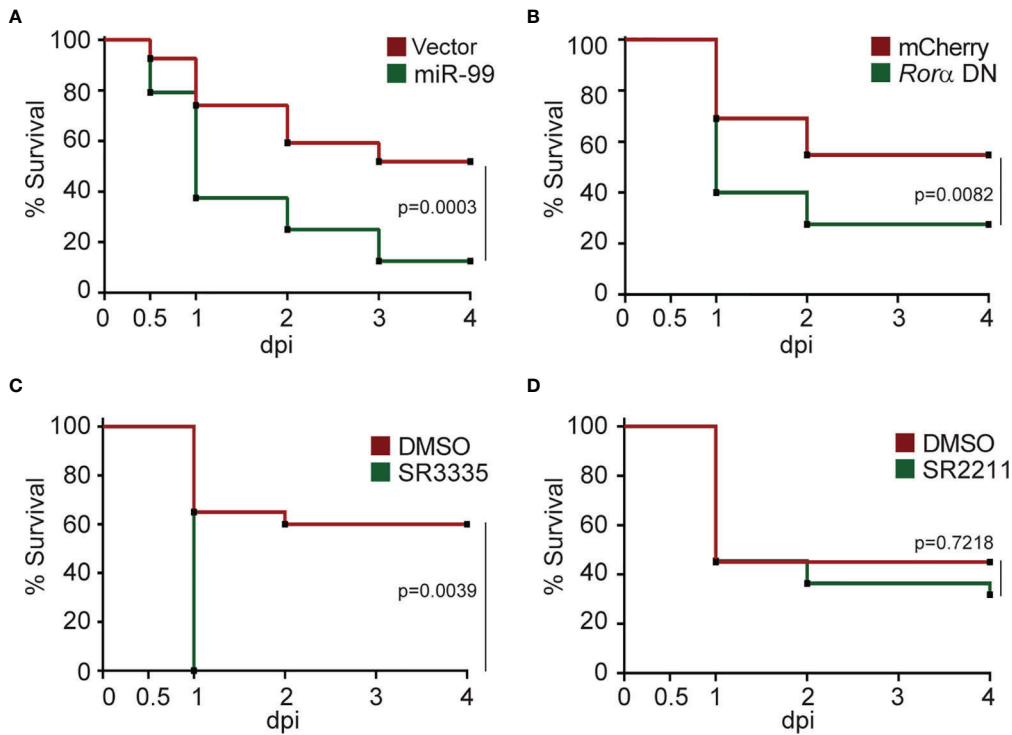 A
100
80
60
40
20
0
% Survival
Vector
miR-99
p=0.0003
0 0.5 1 2 3 4
dpi
B
100
80
60
40
20
0
% Survival
mCherry
Rorα DN
p=0.0082
0 0.5 1 2 3 4
dpi
C
100
80
60
40
20
0
% Survival
DMSO
SR3335
p=0.0039
0 0.5 1 2 3 4
dpi
D
100
80
60
40
20
0
% Survival
DMSO
SR2211
p=0.7218
0 0.5 1 2 3 4
dpi